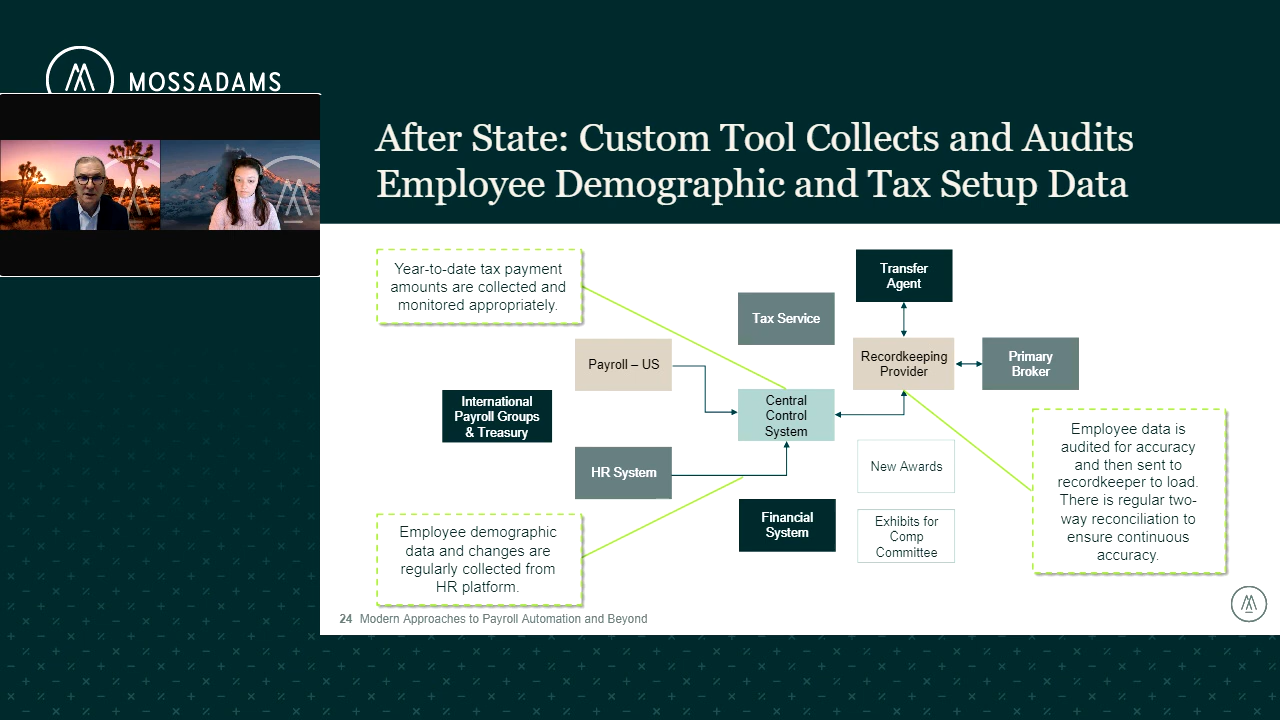 MOSSADAMS
After State: Custom Tool Collects and Audits
Employee Demographic and Tax Setup Data
Year-to-date tax payment
amounts are collected and
monitored appropriately.
Transfer
Agent
Tax Service
Payroll – US
Recordkeeping
Provider
Primary
Broker
International
Payroll Groups
& Treasury
Central
Control
System
Employee data is
audited for accuracy
and then sent to
recordkeeper to load.
There is regular two-
way reconciliation to
ensure continuous
accuracy.
HR System
New Awards
Financial
System
Exhibits for
Comp
Committee
Employee demographic
data and changes are
regularly collected from
HR platform.
24 Modern Approaches to Payroll Automation and Beyond